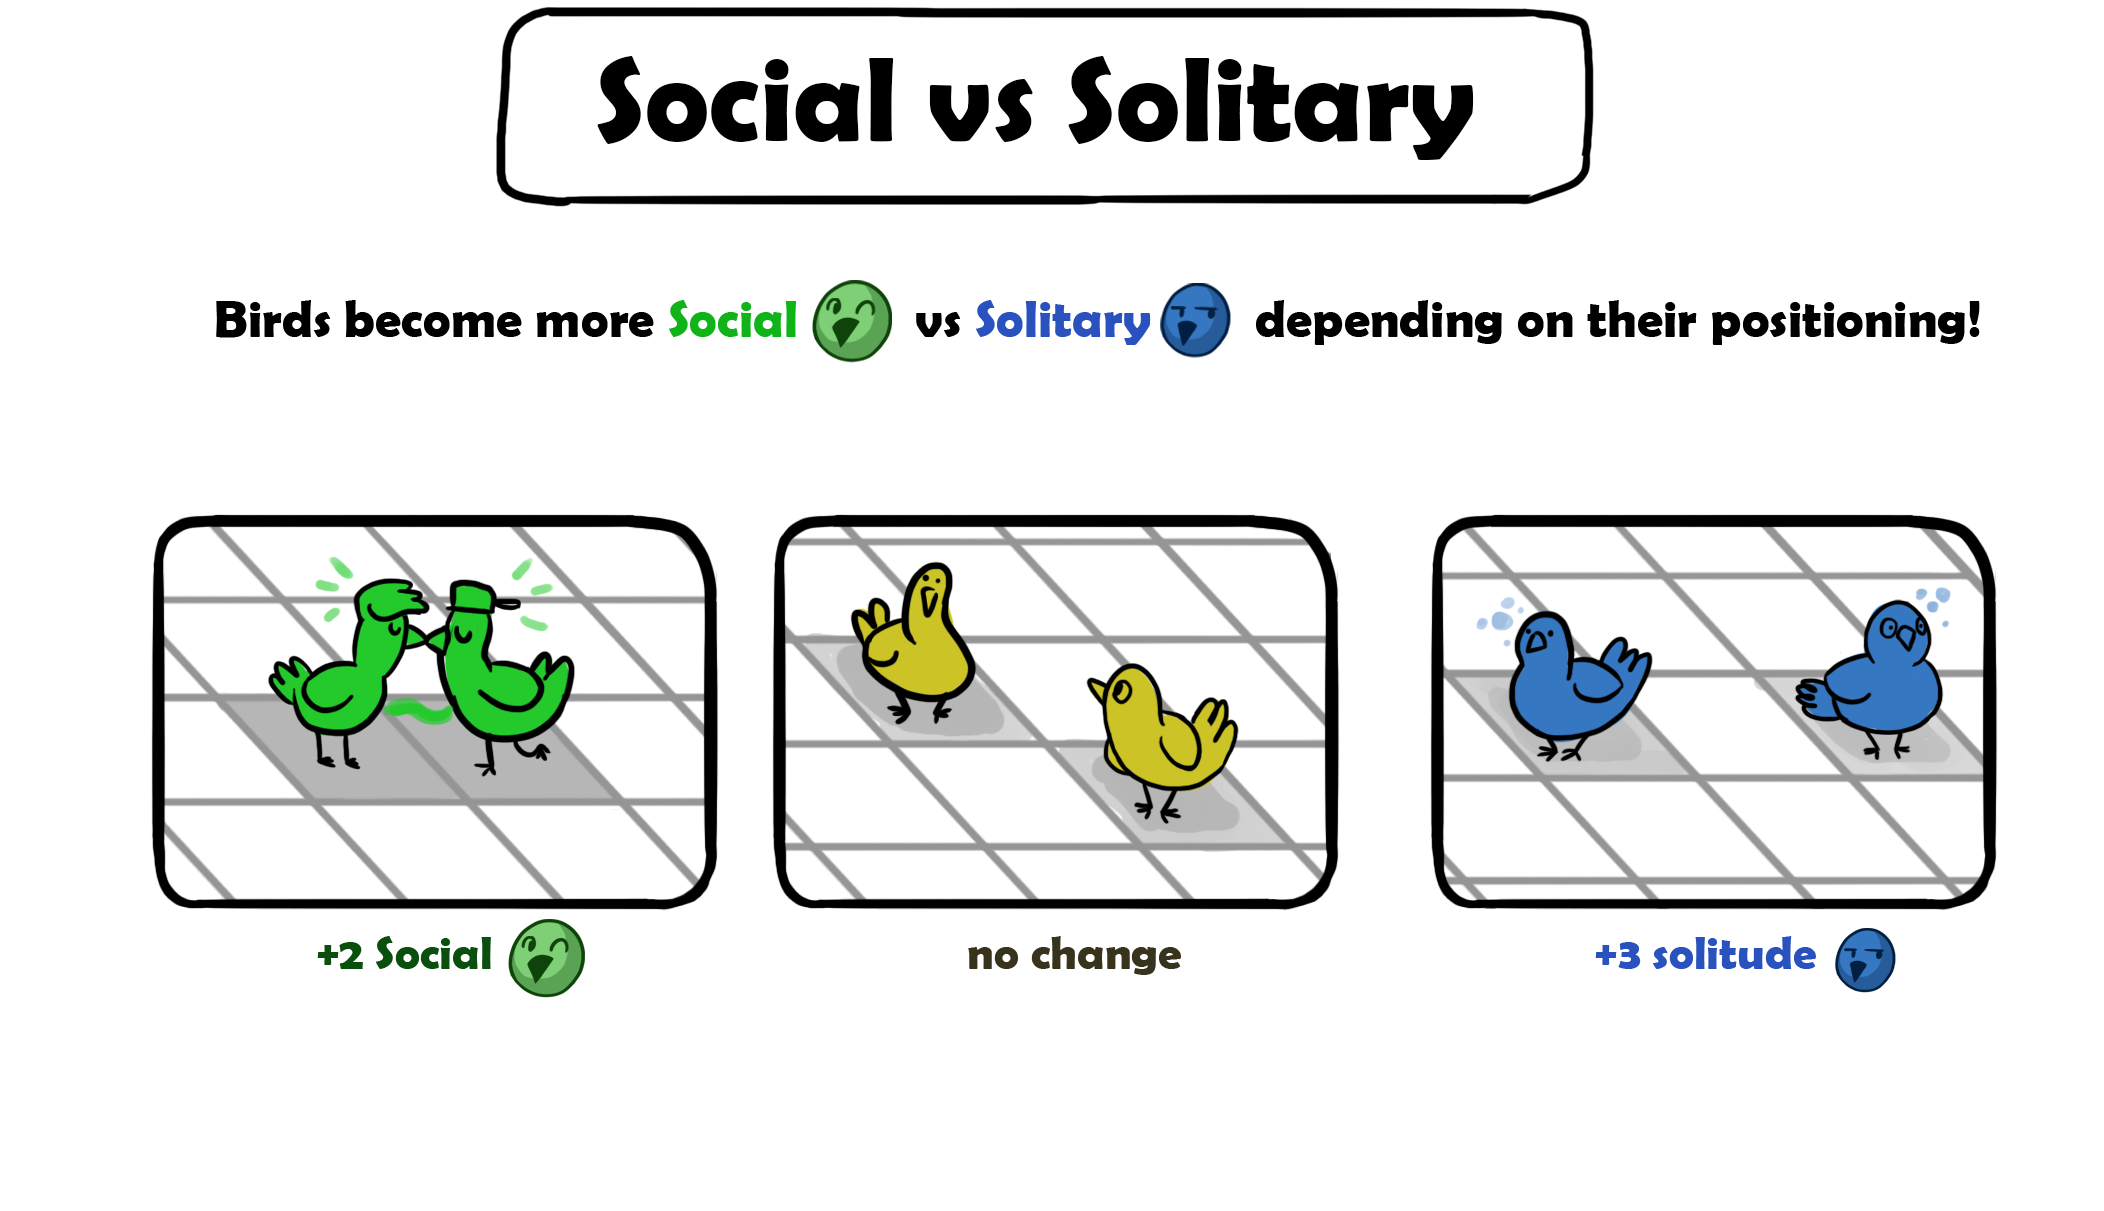 Social vs Solitary
Birds become more Social vs Solitary depending on their positioning!
+2 Social
no change
+3 solitude